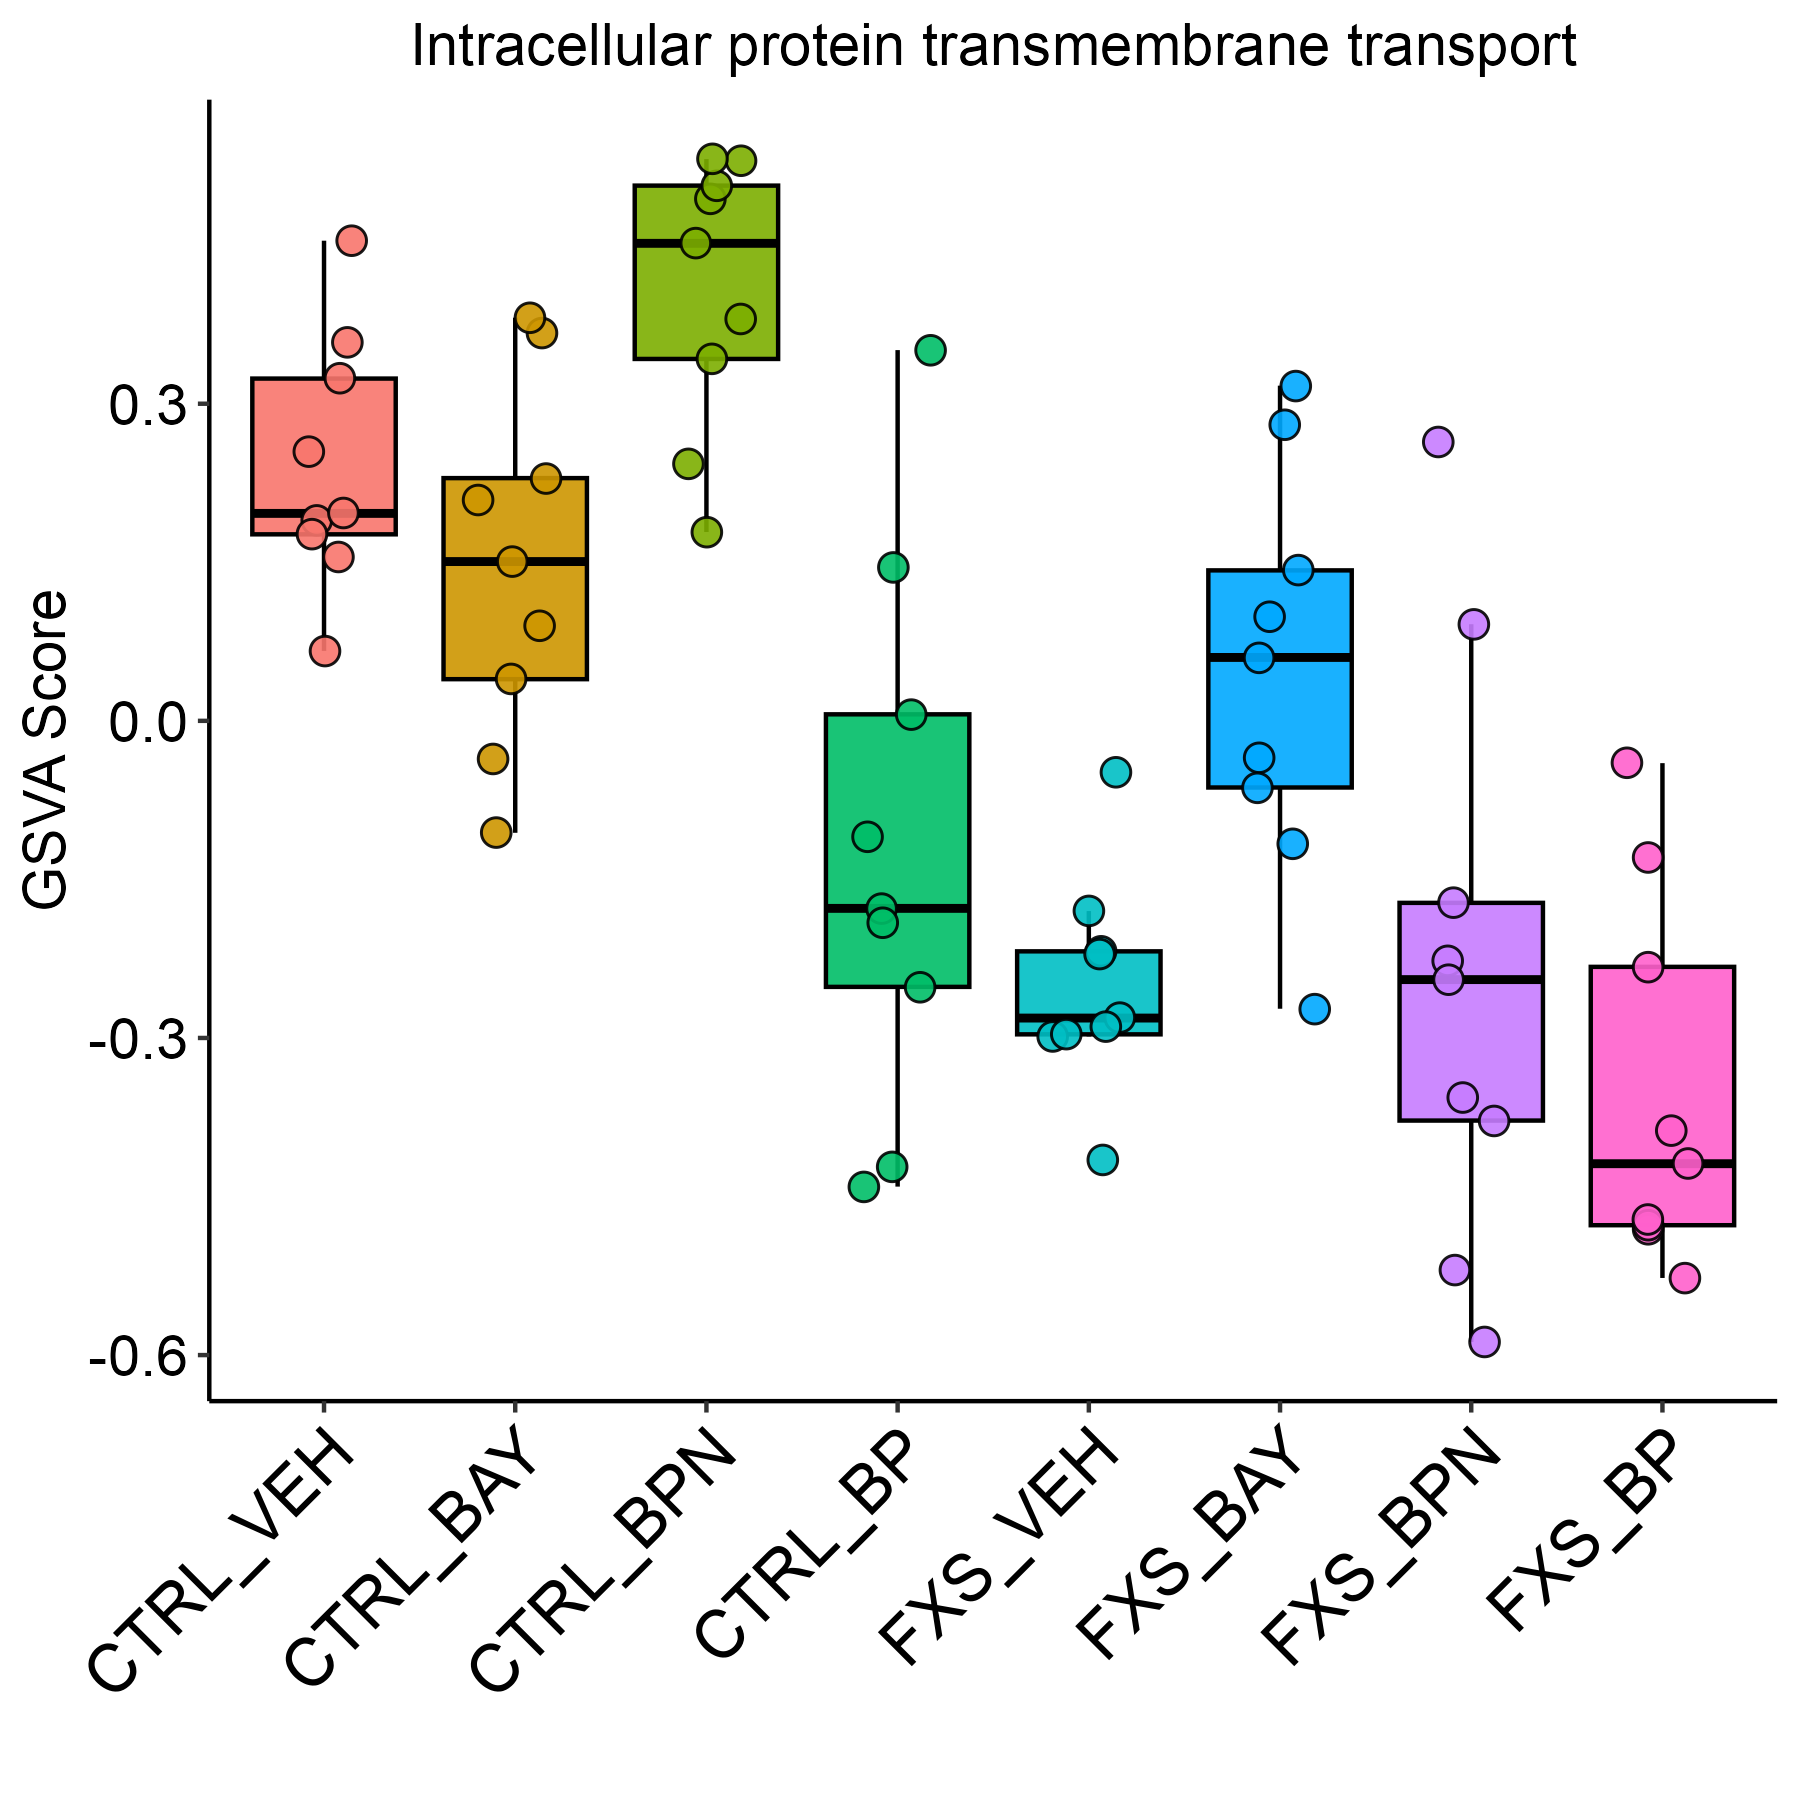 Intracellular protein transmembrane transport
GSVA Score
0.3
0.0
-0.3
-0.6
CTRL_VEH
CTRL_BAY
CTRL_BPN
CTRL_BP
FXS_VEH
FXS_BAY
FXS_BPN
FXS_BP